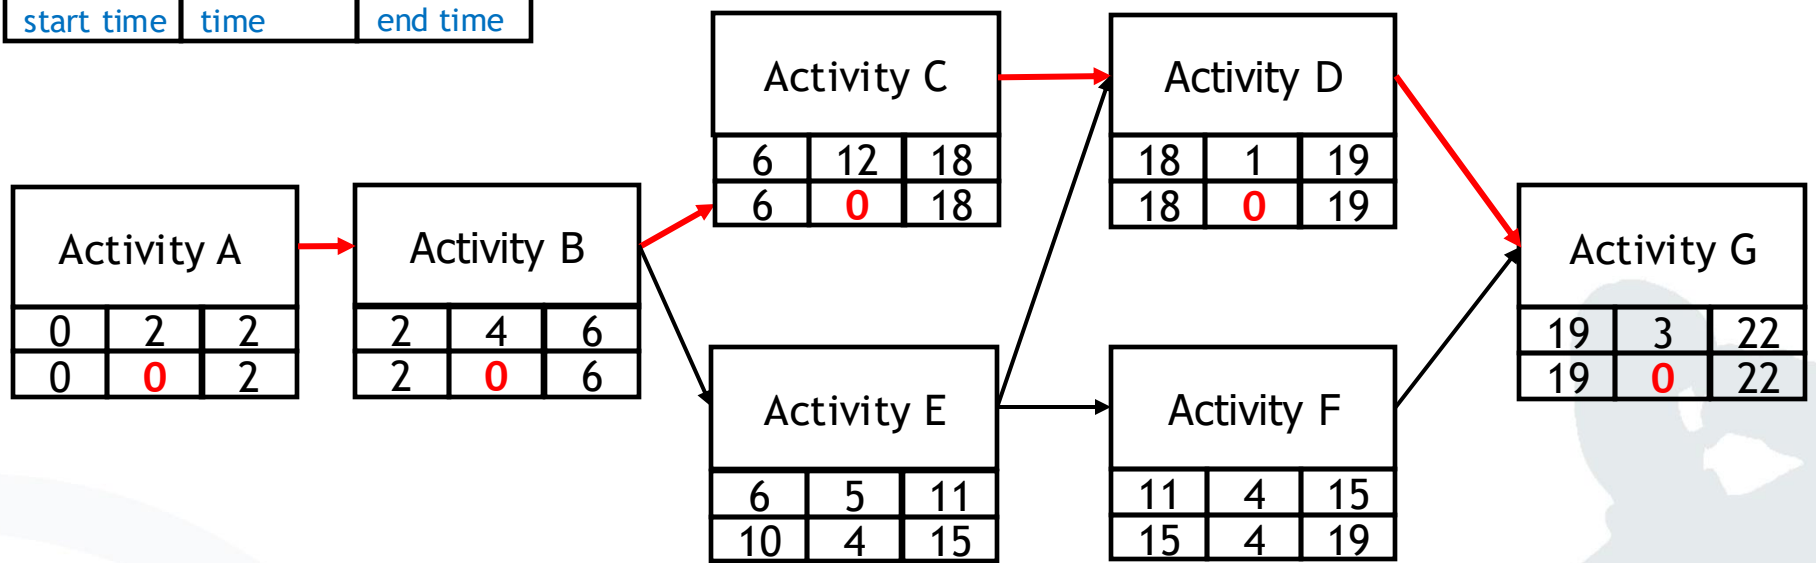 start time time end time
Activity C
6 12 18
6 0 18
Activity D
18 1 19
18 0 19
Activity A
0 2 2
0 0 2
Activity B
2 4 6
2 0 6
Activity G
19 3 22
19 0 22
Activity E
6 5 11
10 4 15
Activity F
11 4 15
15 4 19